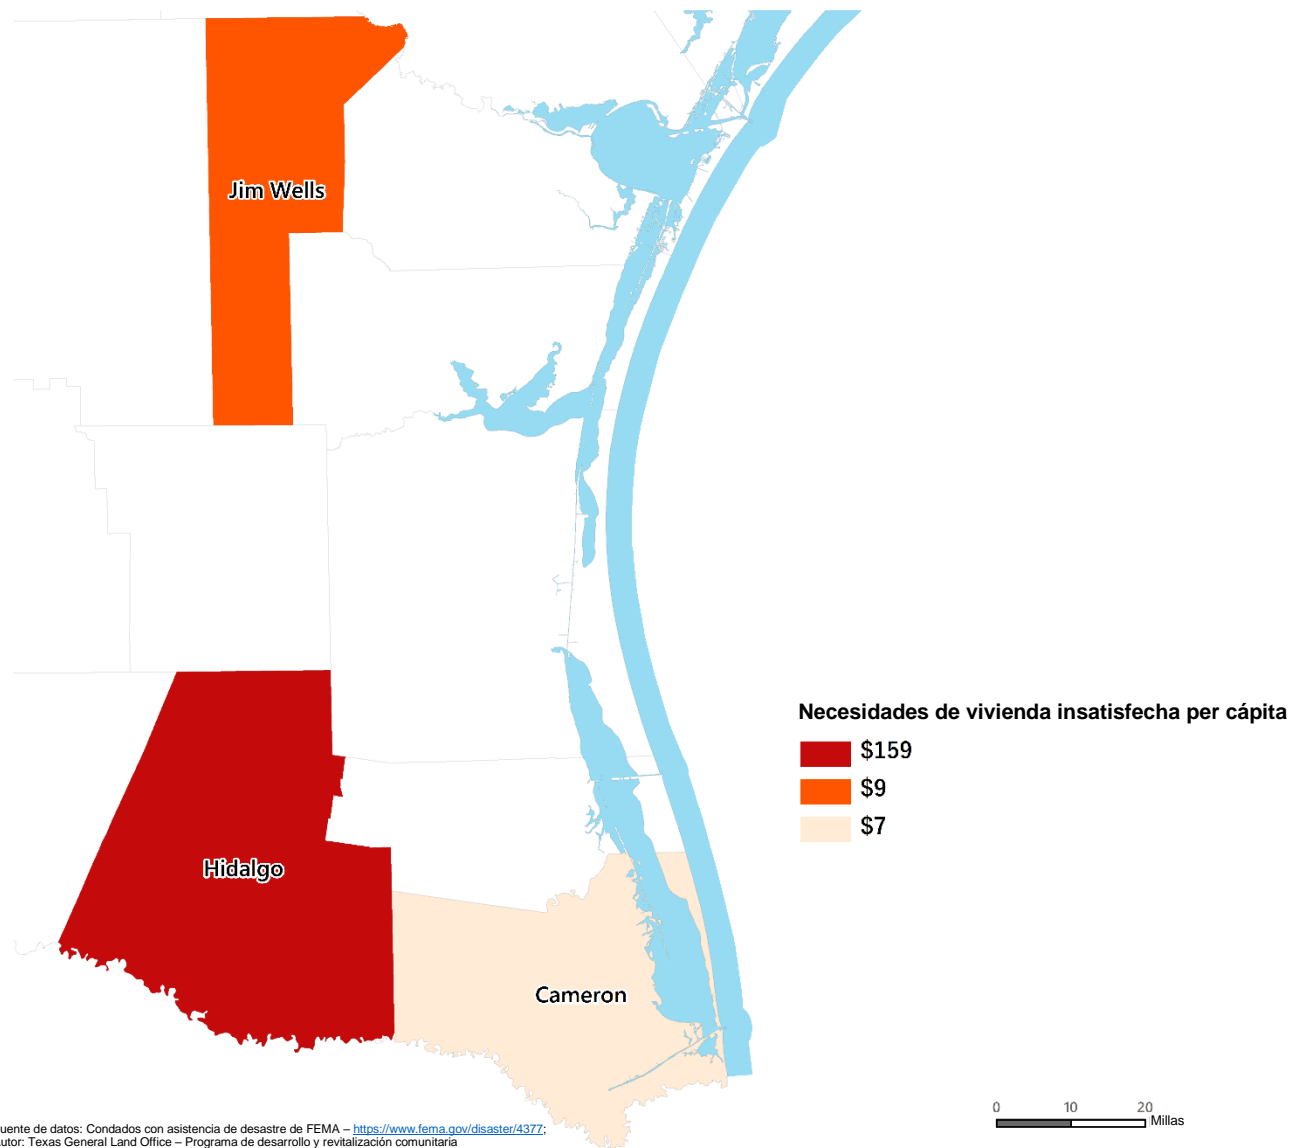 Jim Wells
Necesidades de vivienda insatisfecha per cápita
$159
$9
$7
Hidalgo
Cameron
0 10 20
Millas
uente de datos: Condados con asistencia de desastre de FEMA – https://www.fema.gov/disaster/4377;
utor: Texas General Land Office – Programa de desarrollo y revitalización comunitaria